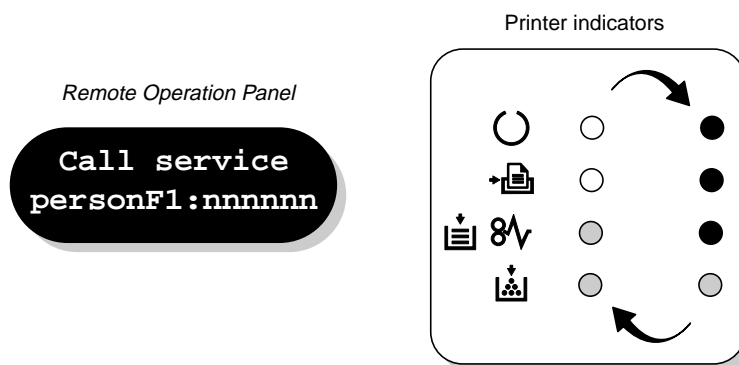 Printer indicators
Remote Operation Panel
Call service
personF1:nnnnnn